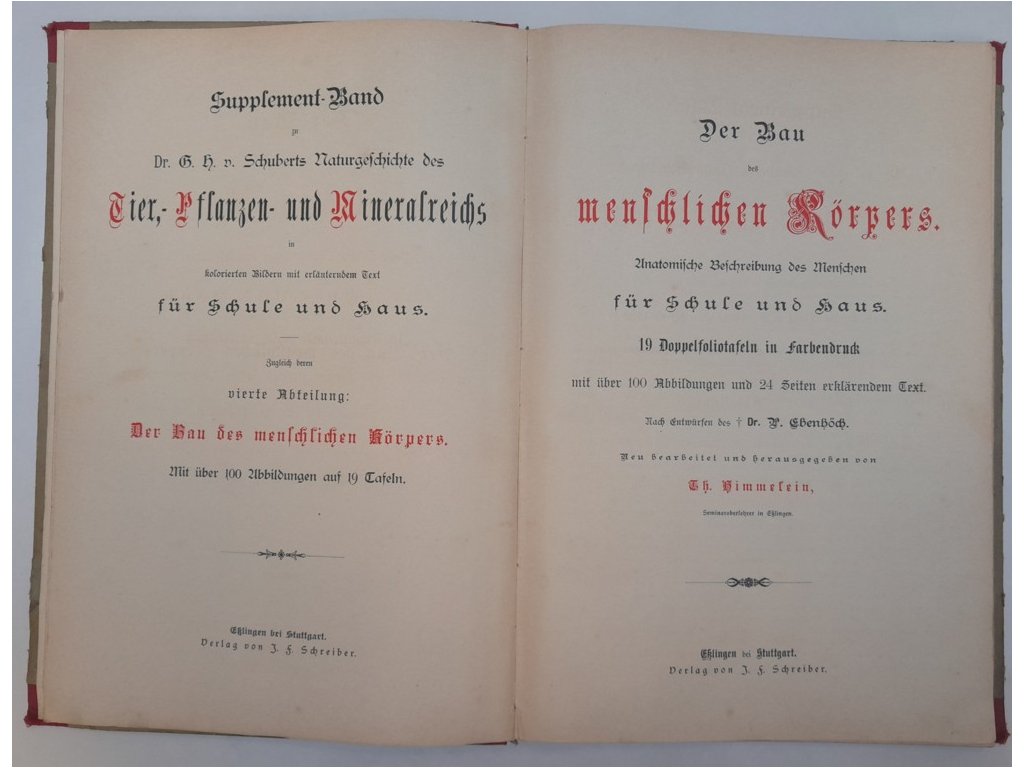 Supplement-Band
zu
Dr. G. H. v. Schuberts Naturgeschichte des
Tier,- Pflanzen- und Mineralreichs
in
kolorierten Bildern mit erläuterndem Text
für Schule und Haus.
Zugleich deren
vierte Abteilung:
Der Bau des menschlichen Körpers.
Mit über 100 Abbildungen auf 19 Tafeln.
Eßlingen bei Stuttgart.
Verlag von J. F. Schreiber.
Der Bau
des
menschlichen Körpers.
Anatomische Beschreibung des Menschen
für Schule und Haus.
19 Doppelfoliotafeln in Farbendruck
mit über 100 Abbildungen und 24 Seiten erklärendem Text.
Nach Entwürfen des † Dr. P. Ebenhöch.
Neu bearbeitet und herausgegeben von
Th. Himmelein,
Seminaroberlehrer in Eßlingen.
Eßlingen bei Stuttgart.
Verlag von J. F. Schreiber.